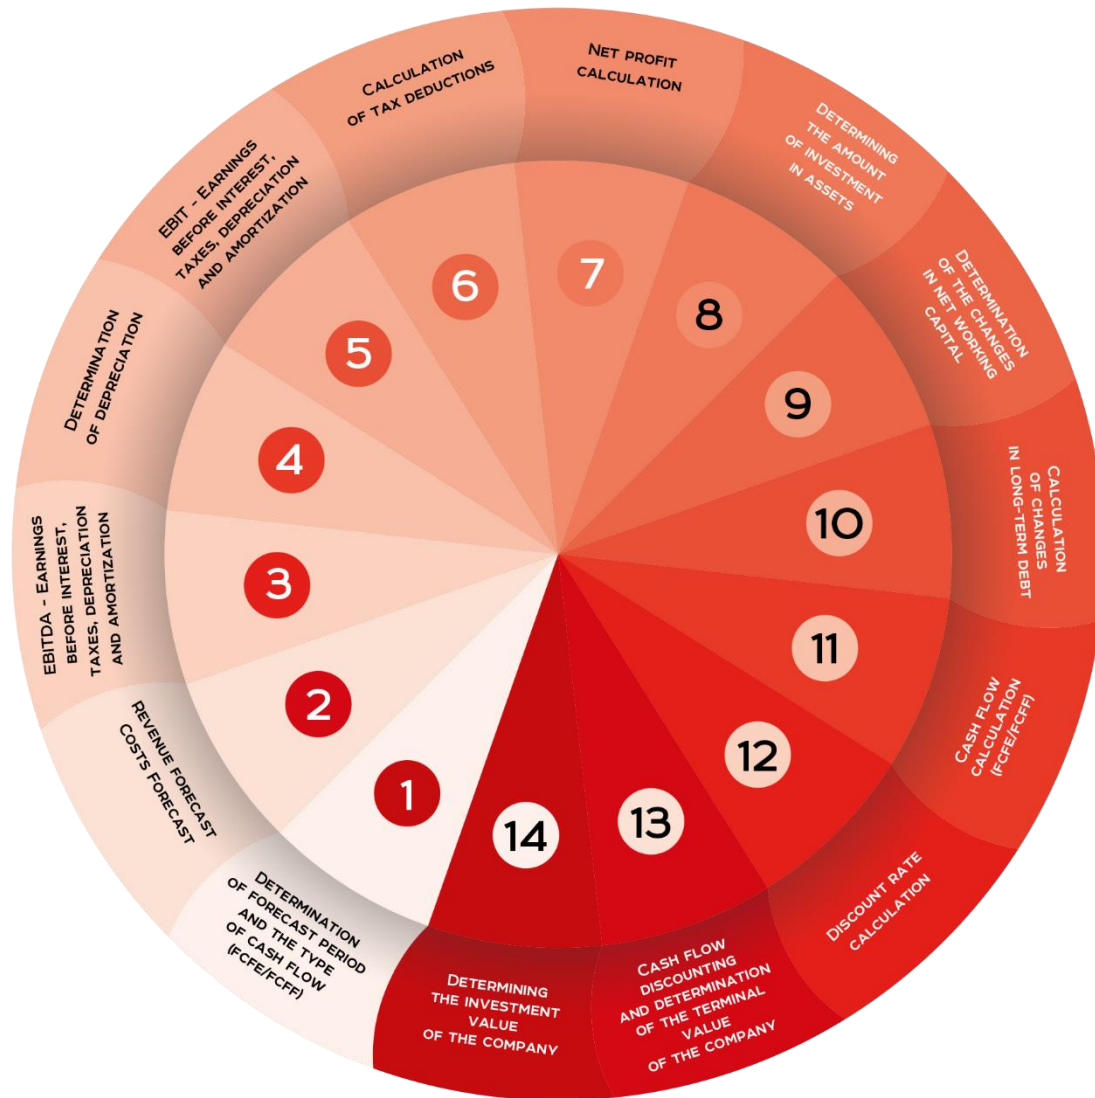 1
DETERMINATION
OF FORECAST PERIOD
AND THE TYPE
OF CASH FLOW
(FCFE/FCFF)
2
REVENUE FORECAST
COSTS FORECAST
3
EBITDA - EARNINGS
BEFORE INTEREST,
TAXES, DEPRECIATION
AND AMORTIZATION
4
DETERMINATION
OF DEPRECIATION
5
EBIT - EARNINGS
BEFORE INTEREST,
TAXES, DEPRECIATION
AND AMORTIZATION
6
CALCULATION
OF TAX DEDUCTIONS
7
NET PROFIT
CALCULATION
8
DETERMINING
THE AMOUNT
OF INVESTMENT
IN ASSETS
9
DETERMINATION
OF THE CHANGES
IN NET WORKING
CAPITAL
10
CALCULATION
OF CHANGES
IN LONG-TERM DEBT
11
CASH FLOW
CALCULATION
(FCFE/FCFF)
12
DISCOUNT RATE
CALCULATION
13
CASH FLOW
DISCOUNTING
AND DETERMINATION
OF THE TERMINAL
VALUE
OF THE COMPANY
14
DETERMINING
THE INVESTMENT
VALUE
OF THE COMPANY